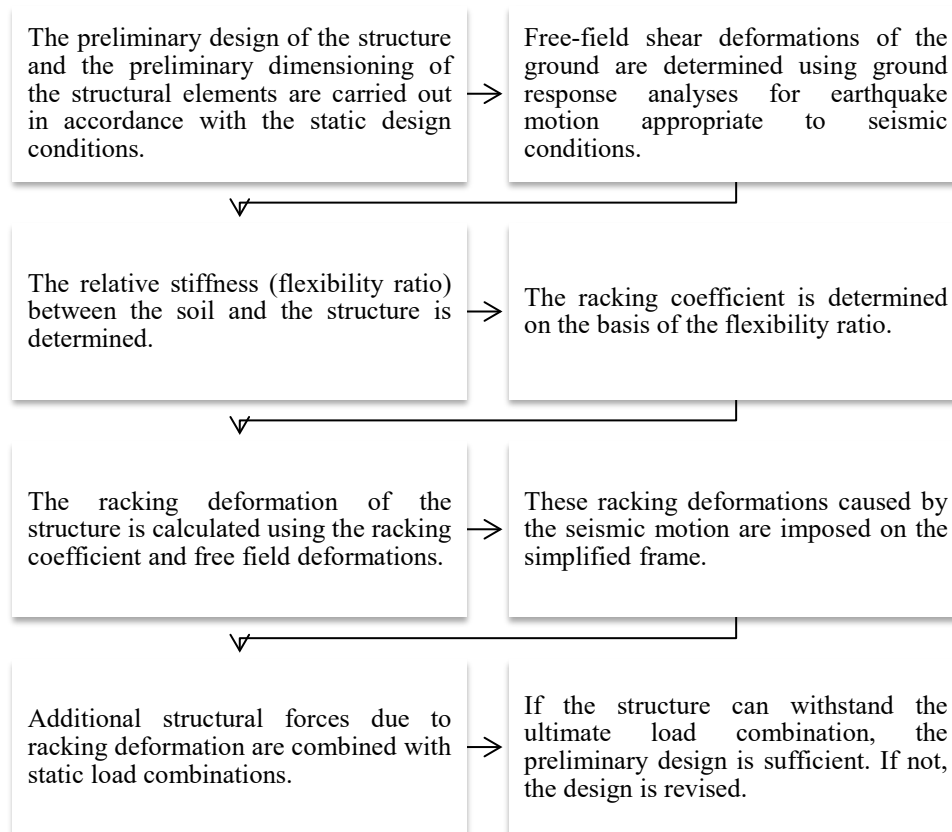 The preliminary design of the structure
and the preliminary dimensioning of
the structural elements are carried out
in accordance with the static design
conditions.
Free-field shear deformations of the
ground are determined using ground
response analyses for earthquake
motion appropriate to seismic
conditions.
The relative stiffness (flexibility ratio)
between the soil and the structure is
determined.
The racking coefficient is determined
on the basis of the flexibility ratio.
The racking deformation of the
structure is calculated using the racking
coefficient and free field deformations.
These racking deformations caused by
the seismic motion are imposed on the
simplified frame.
Additional structural forces due to
racking deformation are combined with
static load combinations.
If the structure can withstand the
ultimate load combination, the
preliminary design is sufficient. If not,
the design is revised.